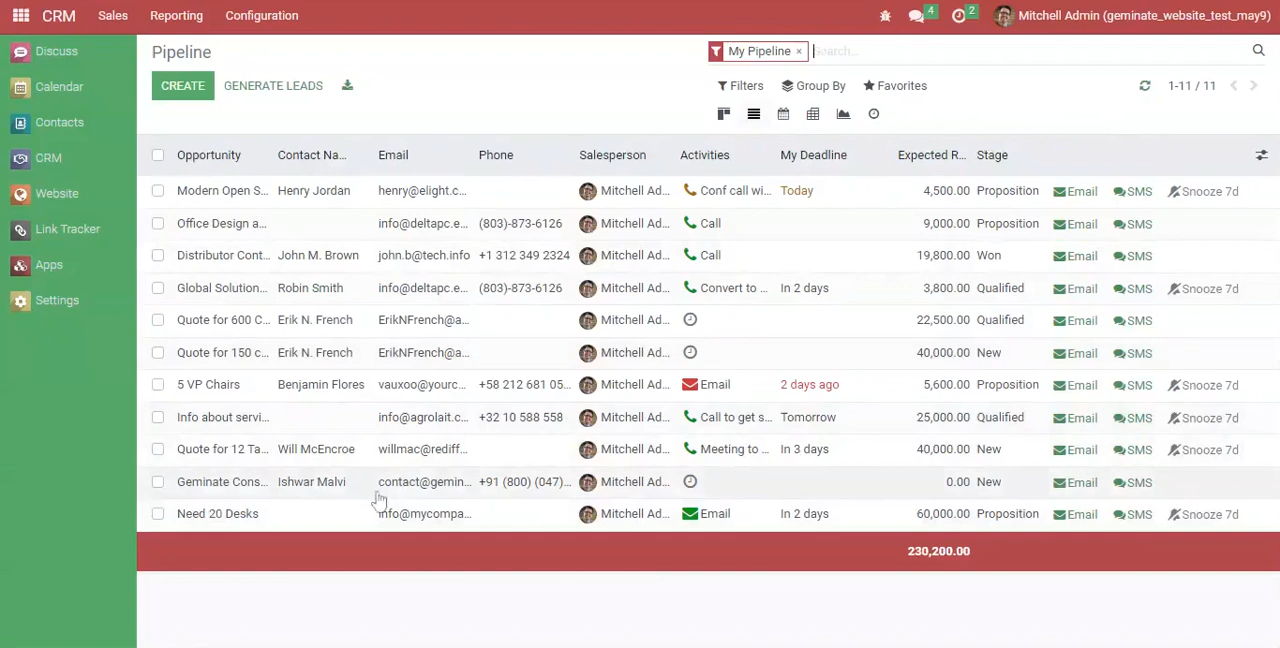 CRM Sales Reporting Configuration 4 2 Mitchell Admin (geminate_website_test_may9)
Discuss
Calendar
Contacts
CRM
Website
Link Tracker
Apps
Settings
Pipeline My Pipeline × Search...
CREATE GENERATE LEADS Filters Group By Favorites 1-11 / 11
Opportunity Contact Na... Email Phone Salesperson Activities My Deadline Expected R... Stage
Modern Open S... Henry Jordan henry@elight.c... Mitchell Ad... Conf call wi... Today 4,500.00 Proposition Email SMS Snooze 7d
Office Design a... info@deltapc.e... (803)-873-6126 Mitchell Ad... Call 9,000.00 Proposition Email SMS
Distributor Cont... John M. Brown john.b@tech.info +1 312 349 2324 Mitchell Ad... Call 19,800.00 Won Email SMS
Global Solution... Robin Smith info@deltapc.e... (803)-873-6126 Mitchell Ad... Convert to ... In 2 days 3,800.00 Qualified Email SMS Snooze 7d
Quote for 600 C... Erik N. French ErikNFrench@a... Mitchell Ad... 22,500.00 Qualified Email SMS
Quote for 150 c... Erik N. French ErikNFrench@a... Mitchell Ad... 40,000.00 New Email SMS
5 VP Chairs Benjamin Flores vauxoo@yourc... +58 212 681 05... Mitchell Ad... Email 2 days ago 5,600.00 Proposition Email SMS Snooze 7d
Info about servi... info@agrolait.c... +32 10 588 558 Mitchell Ad... Call to get s... Tomorrow 25,000.00 Qualified Email SMS Snooze 7d
Quote for 12 Ta... Will McEncroe willmac@rediff... Mitchell Ad... Meeting to ... In 3 days 40,000.00 New Email SMS Snooze 7d
Geminate Cons... Ishwar Malvi contact@gemin... +91 (800) (047)... Mitchell Ad... 0.00 New Email SMS
Need 20 Desks info@mycompa... Mitchell Ad... Email In 2 days 60,000.00 Proposition Email SMS Snooze 7d
230,200.00